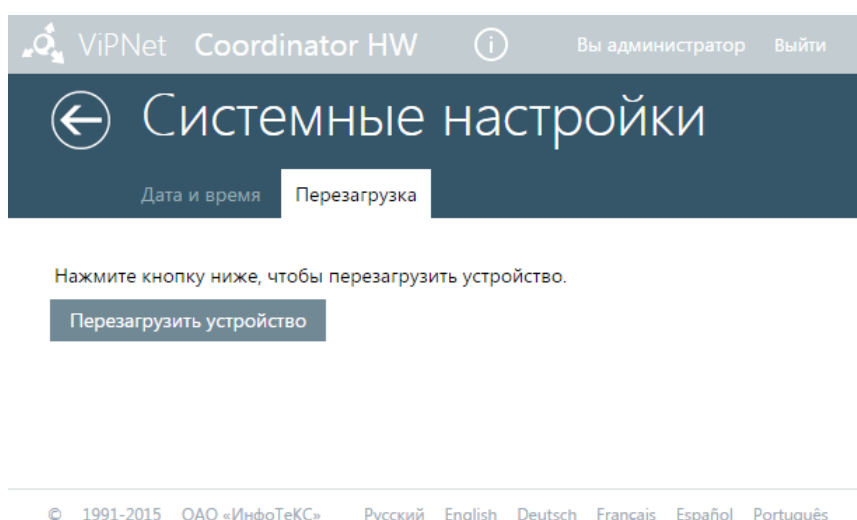 ViPNet Coordinator HW i Вы администратор Выйти
Системные настройки
Дата и время Перезагрузка
Нажмите кнопку ниже, чтобы перезагрузить устройство.
Перезагрузить устройство
© 1991-2015 ОАО «ИнфоТеКС» Русский English Deutsch Français Español Português